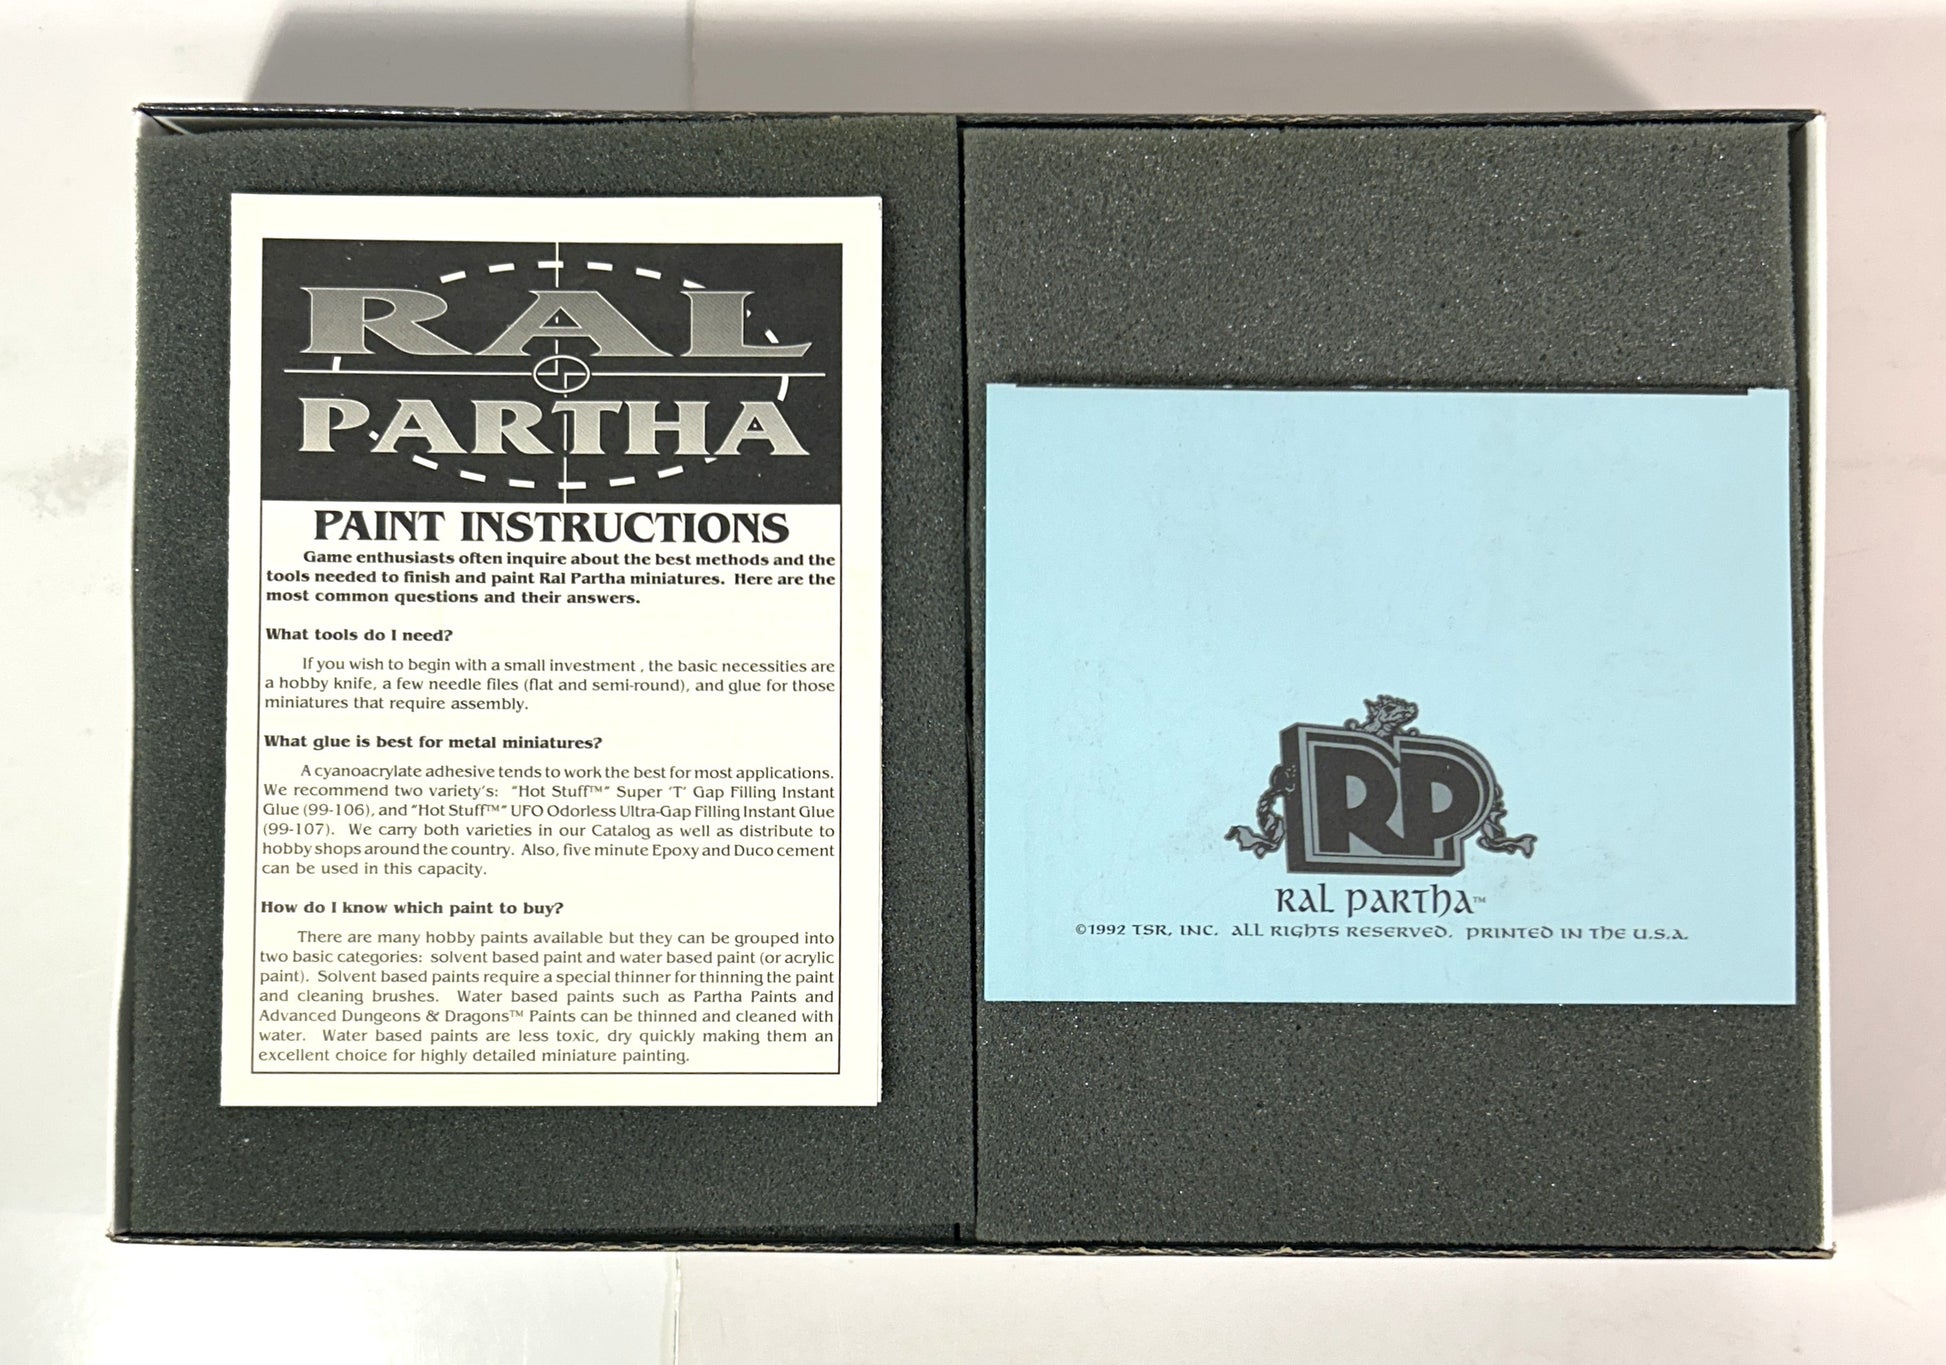 RAL
PARTHA
PAINT INSTRUCTIONS
Game enthusiasts often inquire about the best methods and the
tools needed to finish and paint Ral Partha miniatures. Here are the
most common questions and their answers.
What tools do I need?
If you wish to begin with a small investment , the basic necessities are
a hobby knife, a few needle files (flat and semi-round), and glue for those
miniatures that require assembly.
What glue is best for metal miniatures?
A cyanoacrylate adhesive tends to work the best for most applications.
We recommend two variety's: "Hot Stuff™" Super 'T' Gap Filling Instant
Glue (99-106), and "Hot Stuff™" UFO Odorless Ultra-Gap Filling Instant Glue
(99-107). We carry both varieties in our Catalog as well as distribute to
hobby shops around the country. Also, five minute Epoxy and Duco cement
can be used in this capacity.
How do I know which paint to buy?
There are many hobby paints available but they can be grouped into
two basic categories: solvent based paint and water based paint (or acrylic
paint). Solvent based paints require a special thinner for thinning the paint
and cleaning brushes. Water based paints such as Partha Paints and
Advanced Dungeons & Dragons™ Paints can be thinned and cleaned with
water. Water based paints are less toxic, dry quickly making them an
excellent choice for highly detailed miniature painting.
RP
RAL PARTHA™
©1992 TSR, INC. ALL RIGHTS RESERVED. PRINTED IN THE U.S.A.